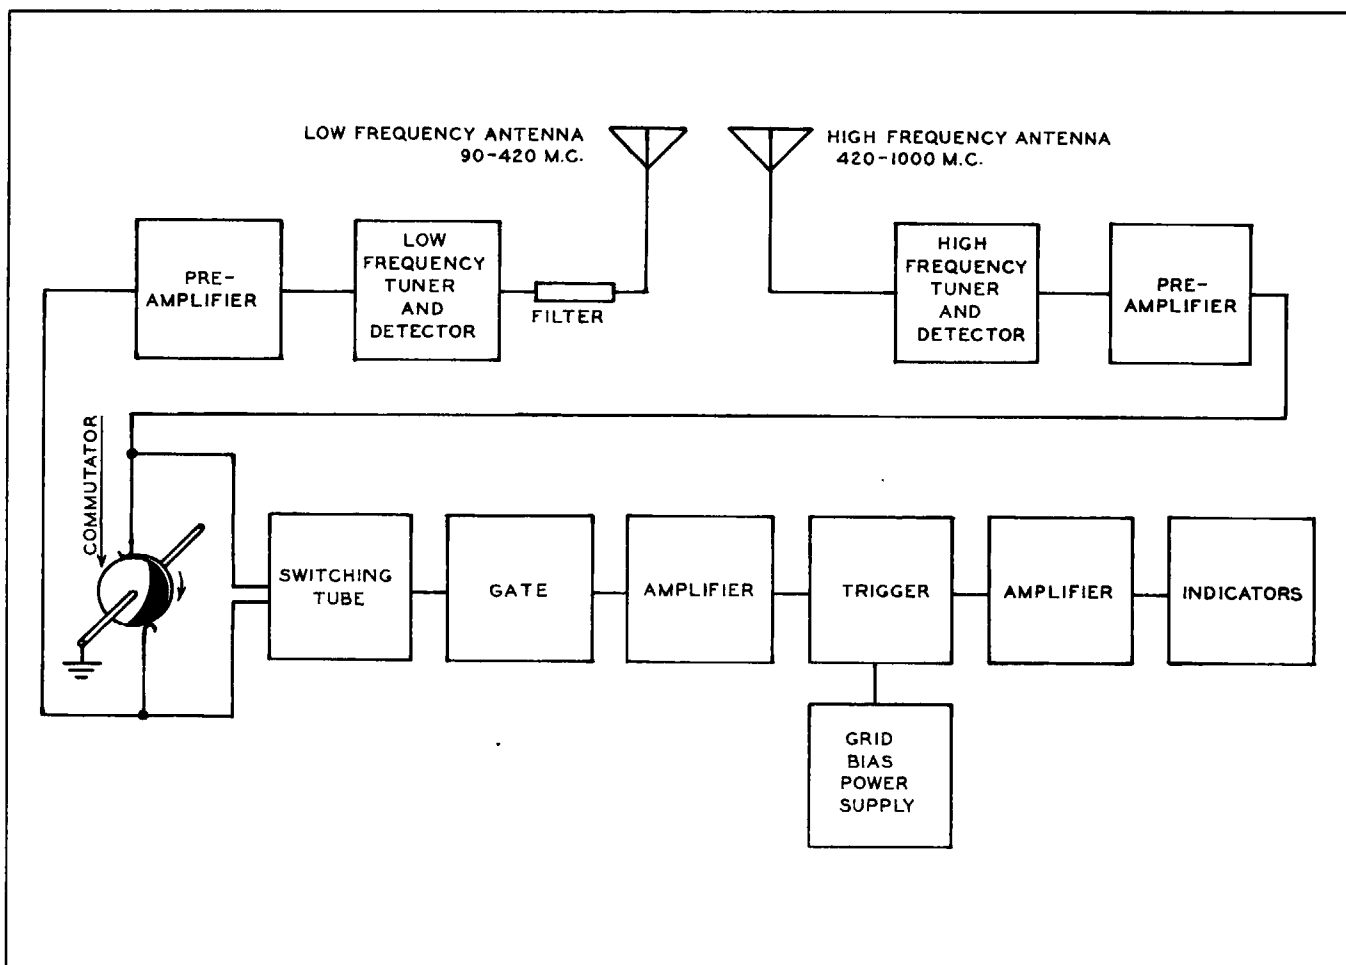 LOW FREQUENCY ANTENNA
90-420 M.C.
HIGH FREQUENCY ANTENNA
420-1000 M.C.
PRE-
AMPLIFIER
LOW
FREQUENCY
TUNER
AND
DETECTOR
FILTER
HIGH
FREQUENCY
TUNER
AND
DETECTOR
PRE-
AMPLIFIER
COMMUTATOR
SWITCHING
TUBE
GATE
AMPLIFIER
TRIGGER
AMPLIFIER
INDICATORS
GRID
BIAS
POWER
SUPPLY